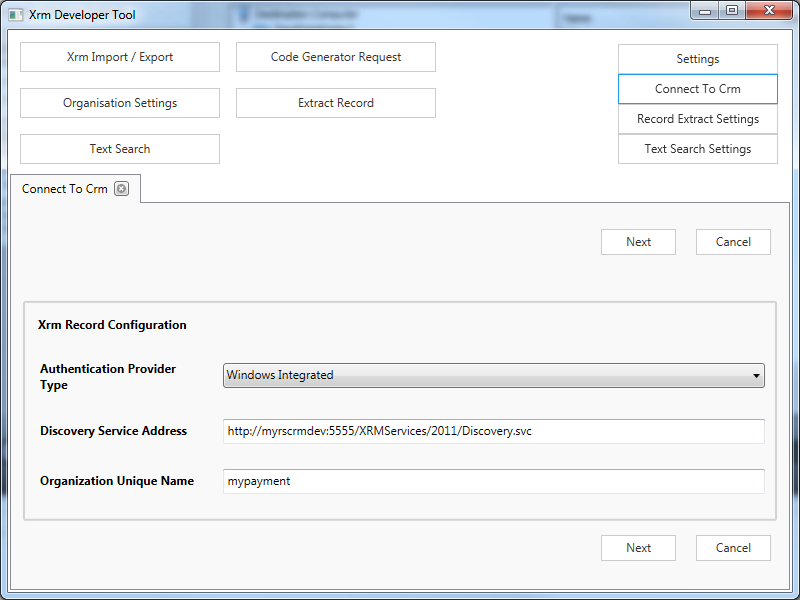 Xrm Developer Tool
Xrm Import / Export
Code Generator Request
Settings
Organisation Settings
Extract Record
Connect To Crm
Record Extract Settings
Text Search
Text Search Settings
Connect To Crm
Next
Cancel
Xrm Record Configuration
Authentication Provider
Type
Windows Integrated
Discovery Service Address
http://myrscrmdev:5555/XRMServices/2011/Discovery.svc
Organization Unique Name
mypayment
Next
Cancel